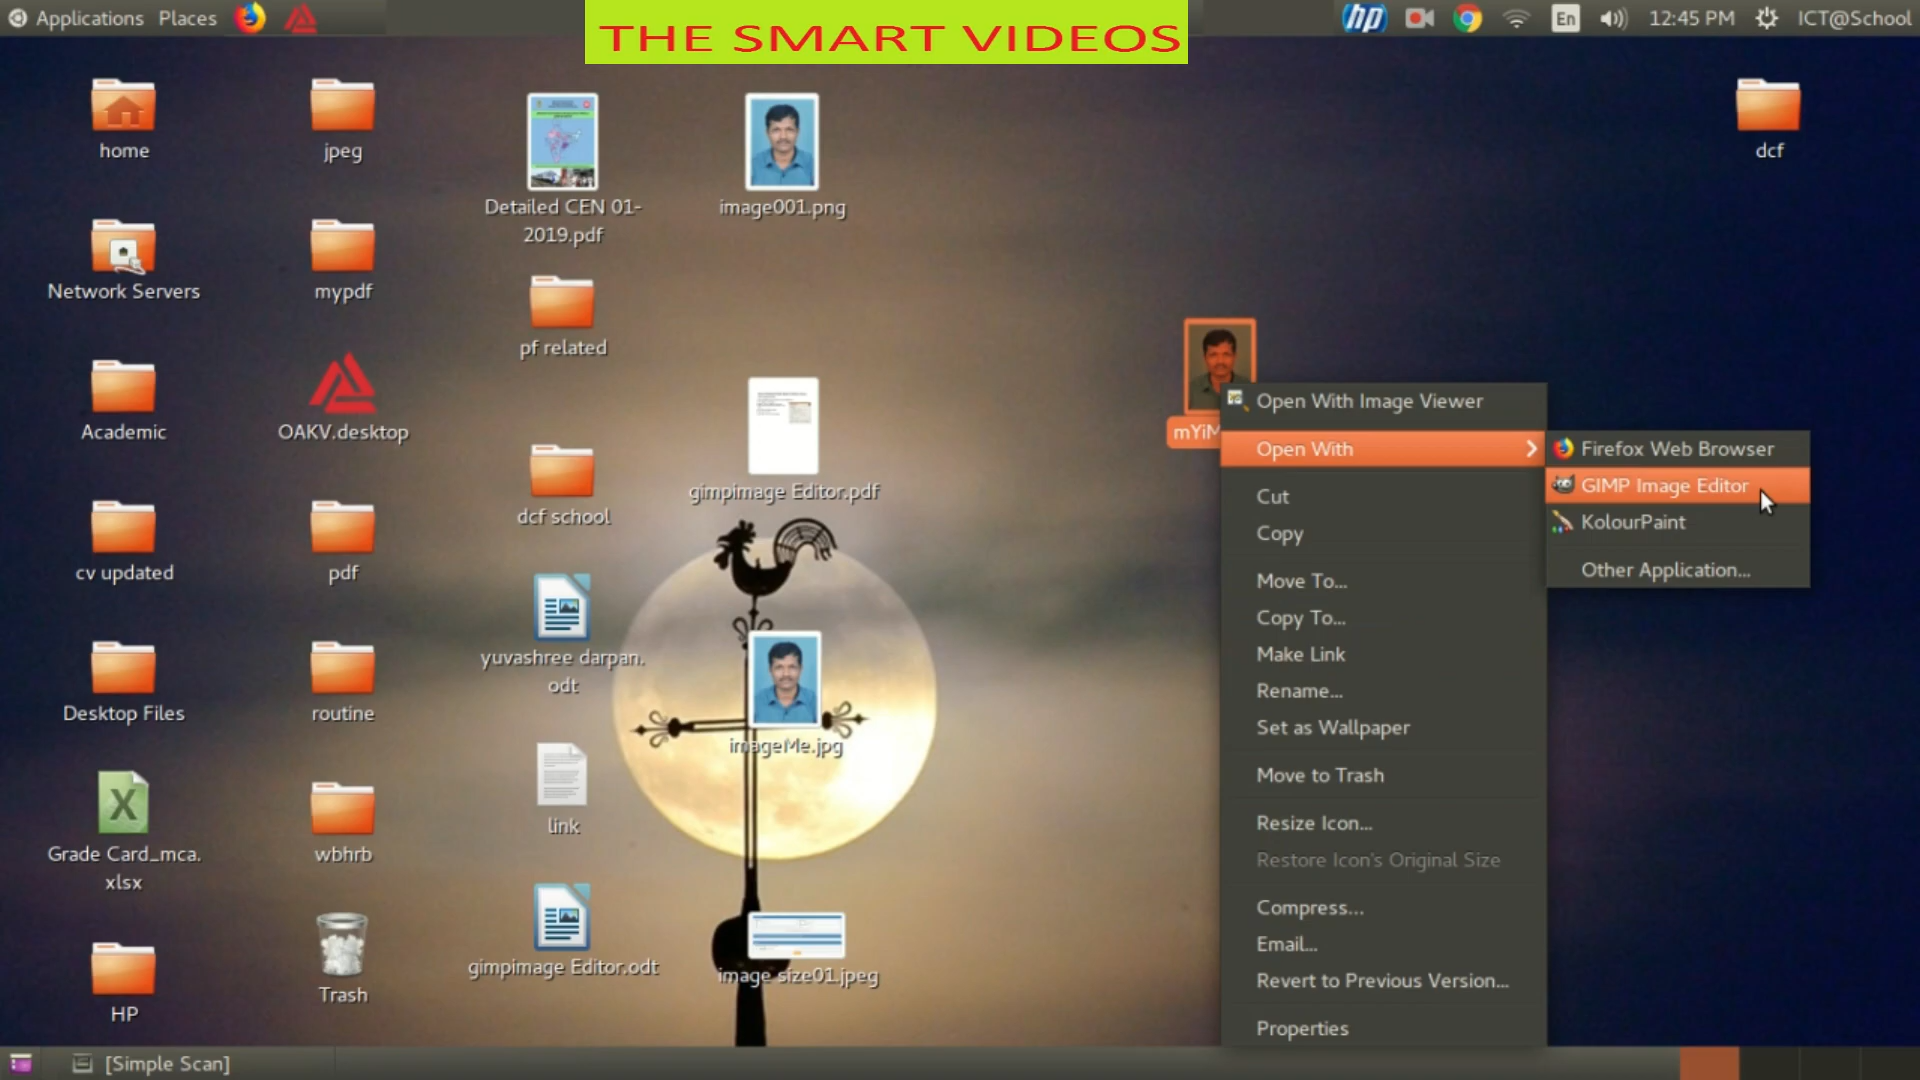 Applications Places
THE SMART VIDEOS
hp
En
12:45 PM
ICT@School
home
jpeg
Detailed CEN 01-
2019.pdf
image001.png
dcf
Network Servers
mypdf
pf related
Academic
OAKV.desktop
gimpimage Editor.pdf
mYiM
cv updated
pdf
dcf school
Desktop Files
routine
yuvashree darpan.
odt
imageMe.jpg
Grade Card_mca.
xlsx
wbhrb
link
HP
Trash
gimpimage Editor.odt
image size01.jpeg
Open With Image Viewer
Open With
Cut
Copy
Move To...
Copy To...
Make Link
Rename...
Set as Wallpaper
Move to Trash
Resize Icon...
Restore Icon's Original Size
Compress...
Email...
Revert to Previous Version...
Properties
Firefox Web Browser
GIMP Image Editor
KolourPaint
Other Application...
[Simple Scan]